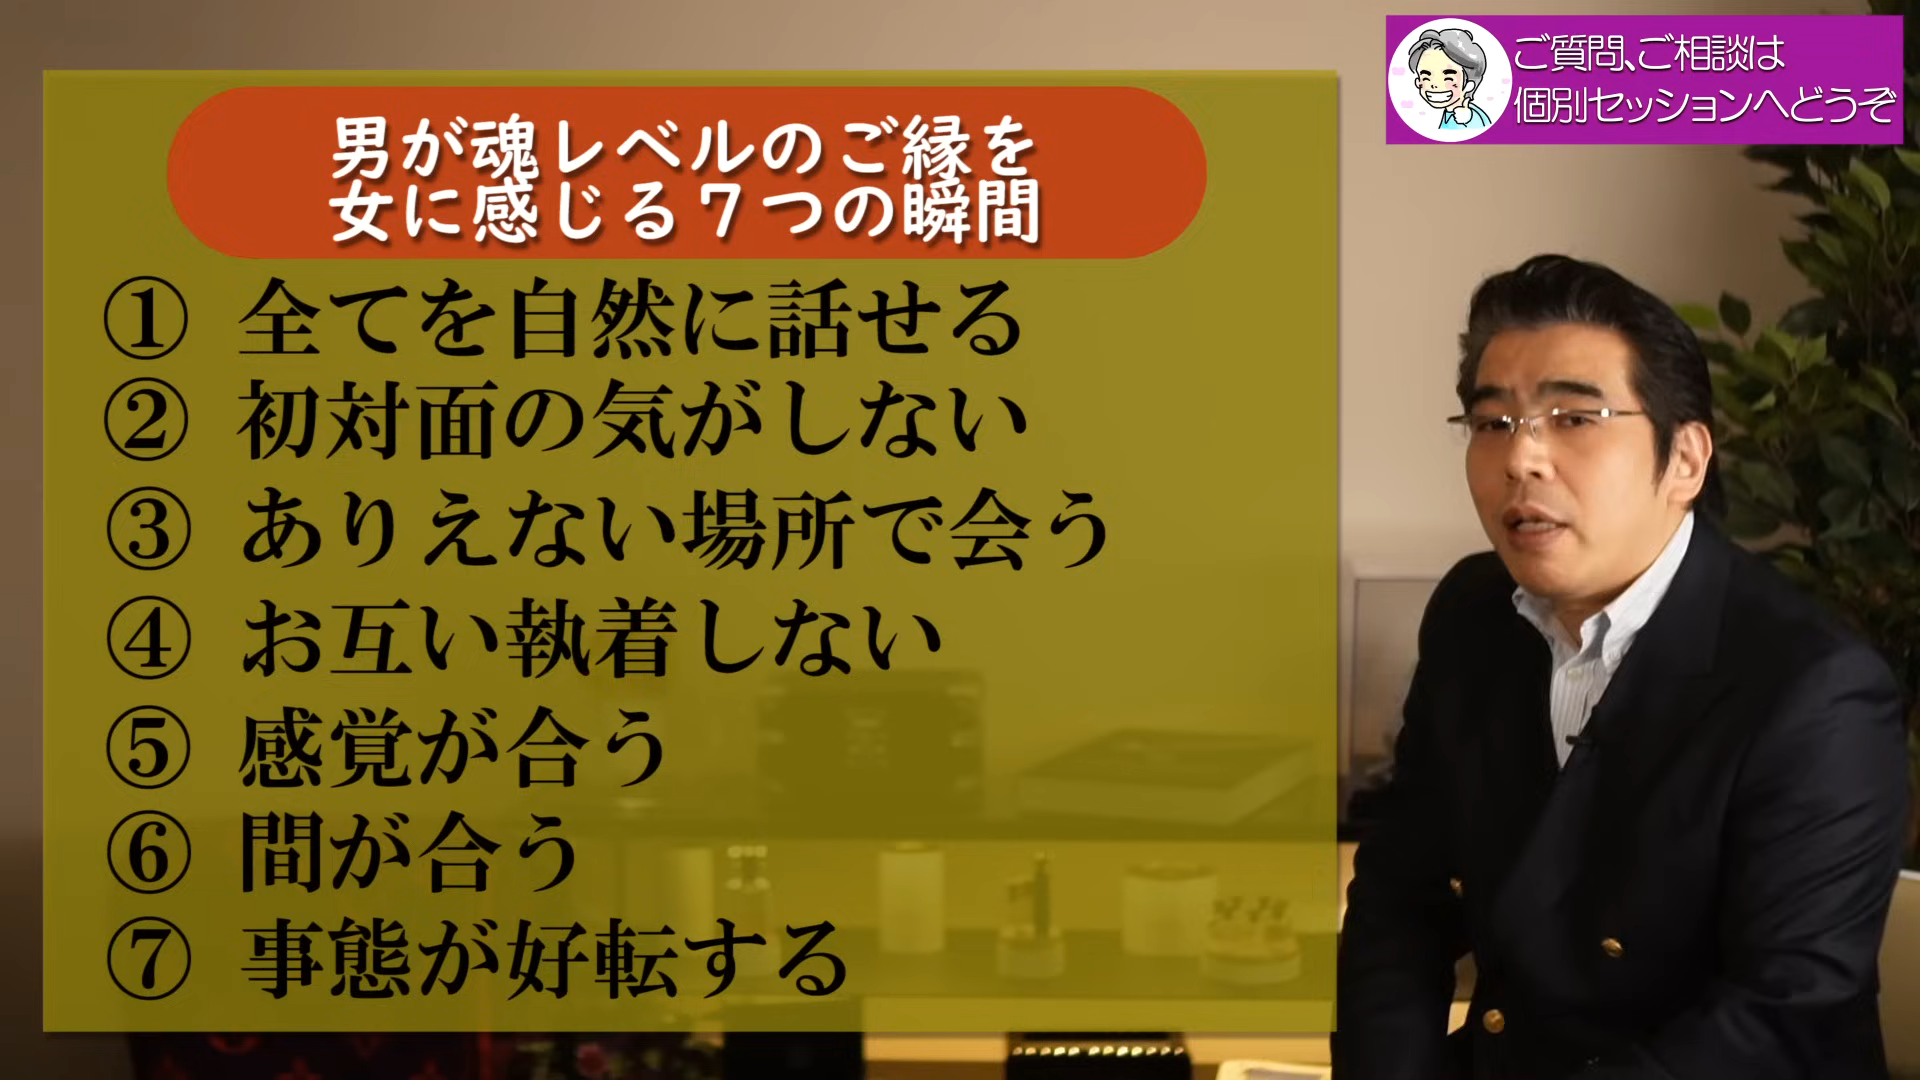 ご質問、ご相談は
個別セッションへどうぞ
男が魂レベルのご縁を
女に感じる７つの瞬間
① 全てを自然に話せる
② 初対面の気がしない
③ ありえない場所で会う
④ お互い執着しない
⑤ 感覚が合う
⑥ 間が合う
⑦ 事態が好転する